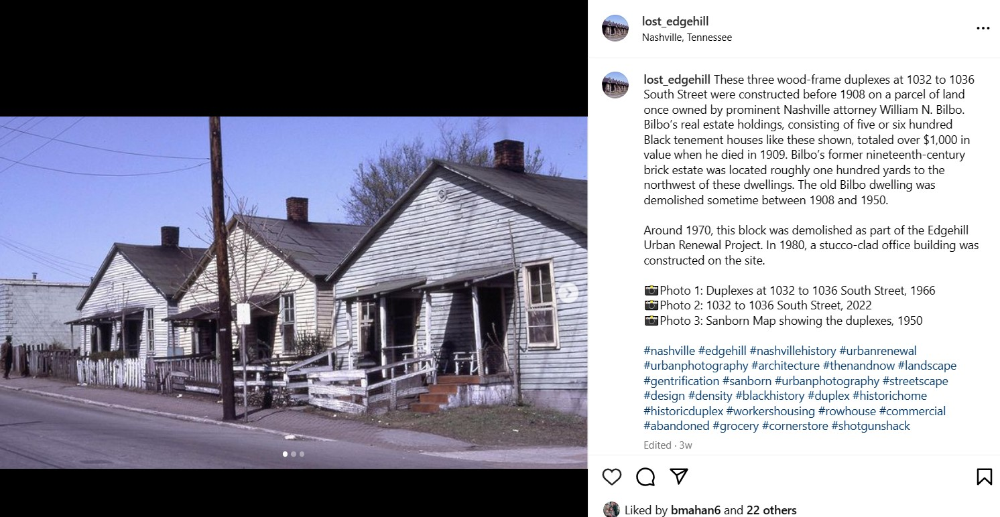 lost_edgehill
Nashville, Tennessee
lost_edgehill These three wood-frame duplexes at 1032 to 1036
South Street were constructed before 1908 on a parcel of land
once owned by prominent Nashville attorney William N. Bilbo.
Bilbo’s real estate holdings, consisting of five or six hundred
Black tenement houses like these shown, totaled over $1,000 in
value when he died in 1909. Bilbo’s former nineteenth-century
brick estate was located roughly one hundred yards to the
northwest of these dwellings. The old Bilbo dwelling was
demolished sometime between 1908 and 1950.
Around 1970, this block was demolished as part of the Edgehill
Urban Renewal Project. In 1980, a stucco-clad office building was
constructed on the site.
📷Photo 1: Duplexes at 1032 to 1036 South Street, 1966
📷Photo 2: 1032 to 1036 South Street, 2022
📷Photo 3: Sanborn Map showing the duplexes, 1950
#nashville #edgehill #nashvillehistory #urbanrenewal
#urbanphotography #architecture #thenandnow #landscape
#gentrification #sanborn #urbanphotography #streetscape
#design #density #blackhistory #duplex #historichome
#historicduplex #workershousing #rowhouse #commercial
#abandoned #grocery #cornerstore #shotgunshack
Edited · 3w
Liked by bmahan6 and 22 others